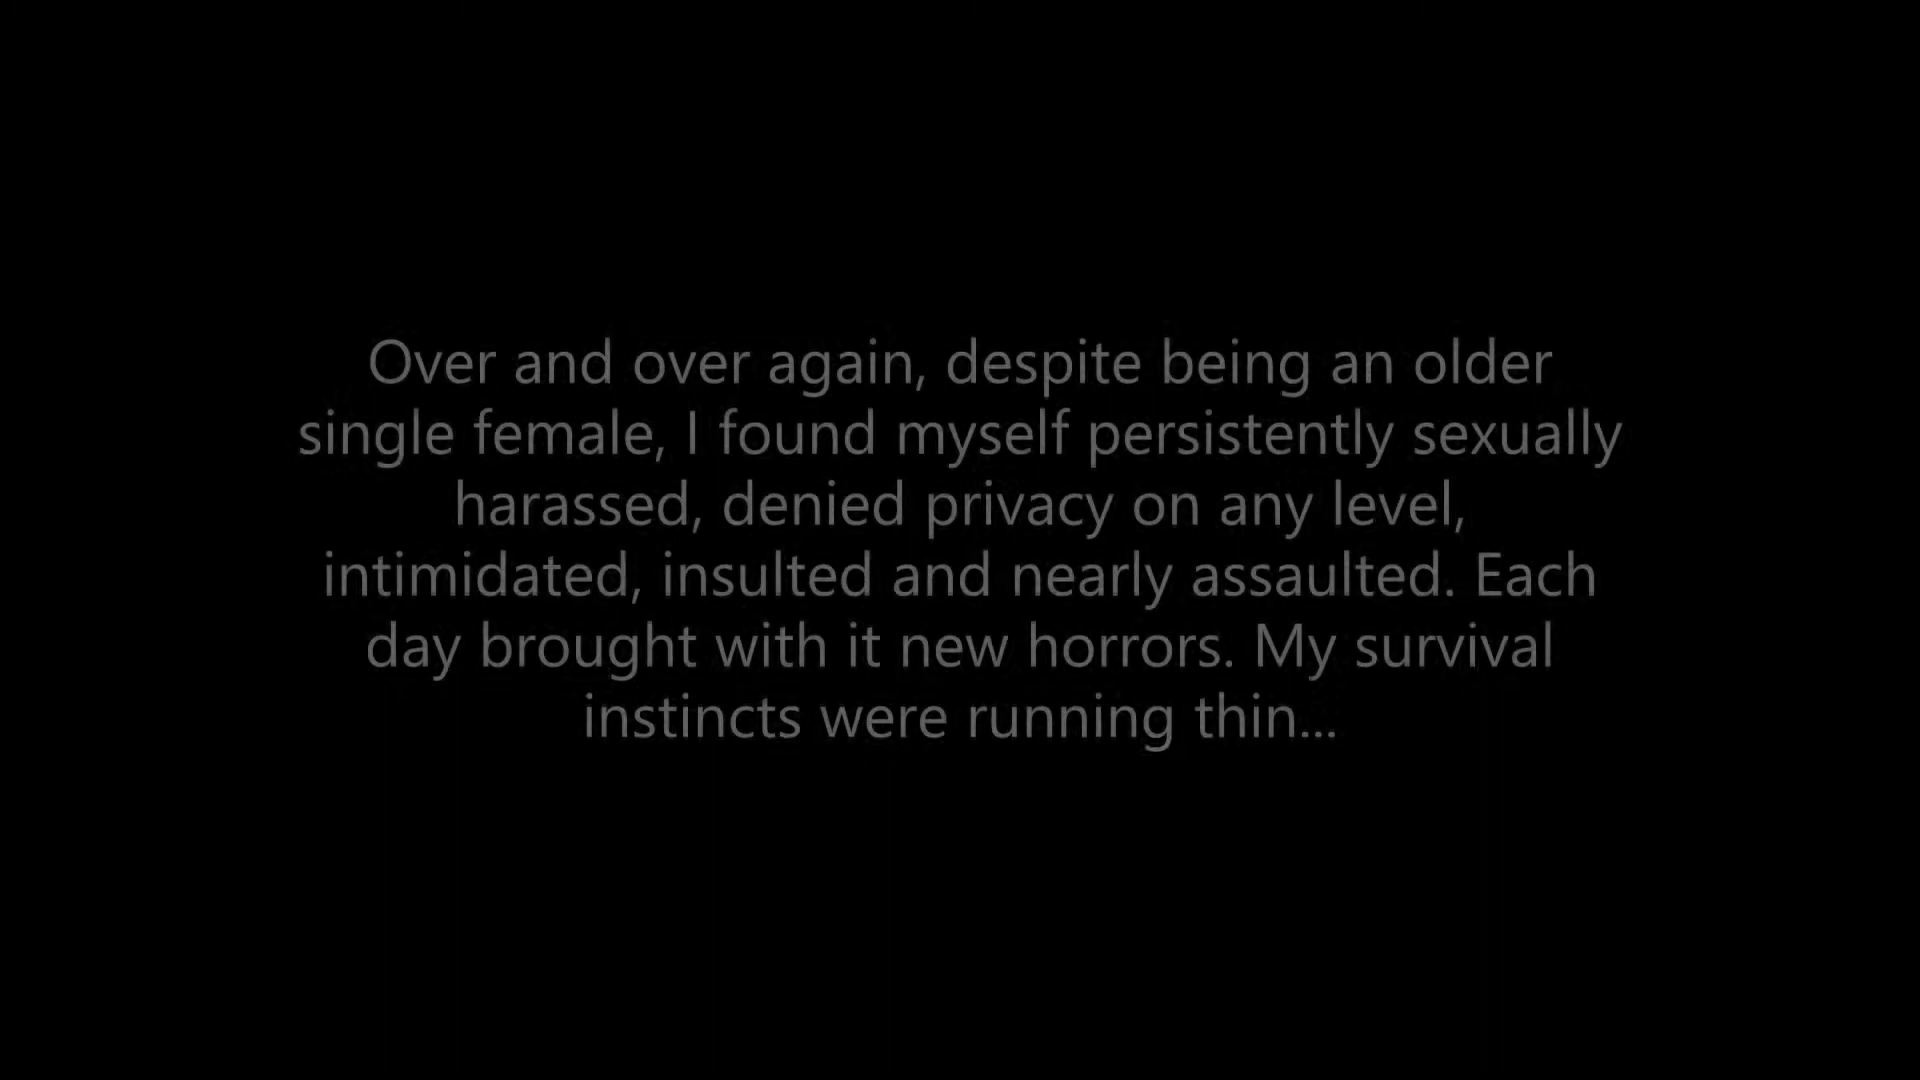 Over and over again, despite being an older
single female, I found myself persistently sexually
harassed, denied privacy on any level,
intimidated, insulted and nearly assaulted. Each
day brought with it new horrors. My survival
instincts were running thin...